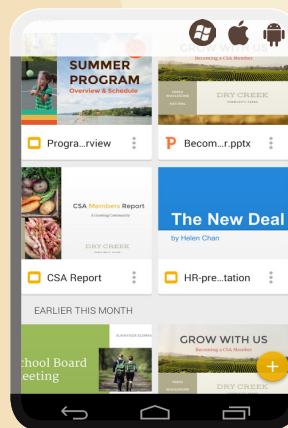 SUMMER
PROGRAM
Overview & Schedule
GROW WITH US
Becoming a CSA Member
DRY CREEK
Progra...rview
P
Becom...r.pptx
CSA Members Report
A Growing Community
DRY CREEK
The New Deal
by Helen Chan
CSA Report
HR-pre...tation
EARLIER THIS MONTH
chool Board
eeting
GROW WITH US
Becoming a CSA Member
DRY CREEK
+